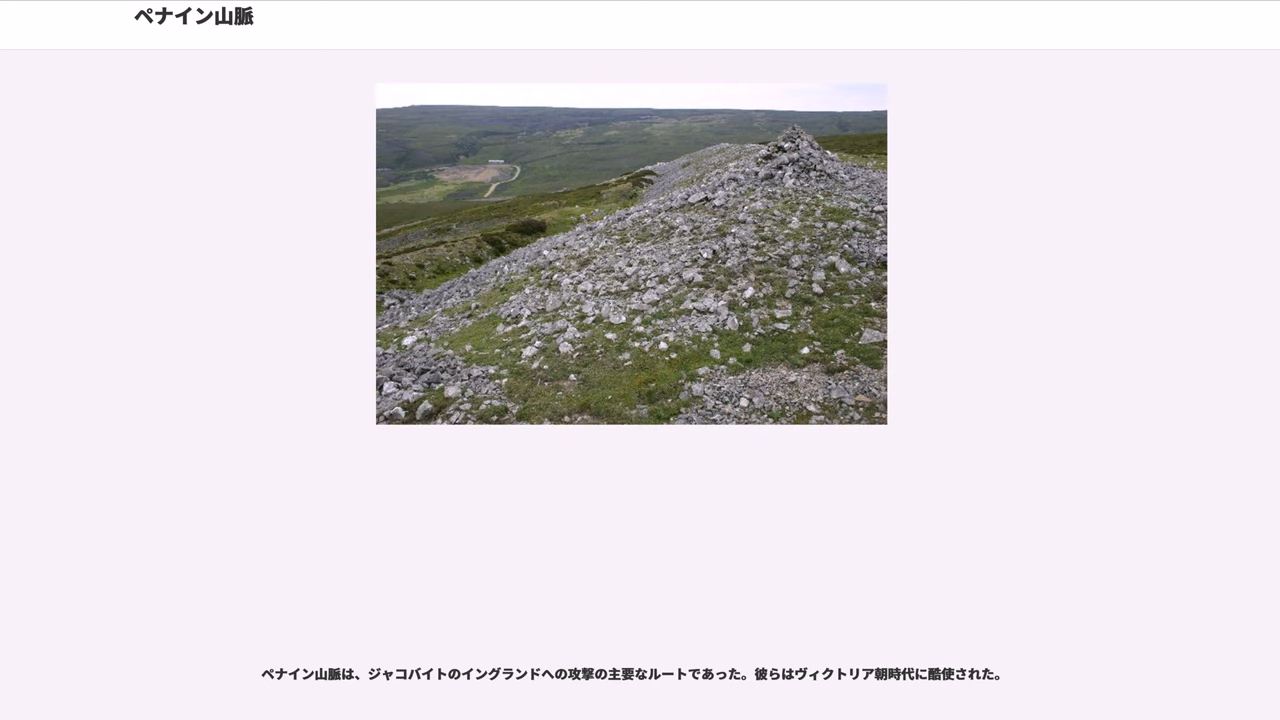 ペナイン山脈
ペナイン山脈は、ジャコバイトのイングランドへの攻撃の主要なルートであった。彼らはヴィクトリア朝時代に酷使された。